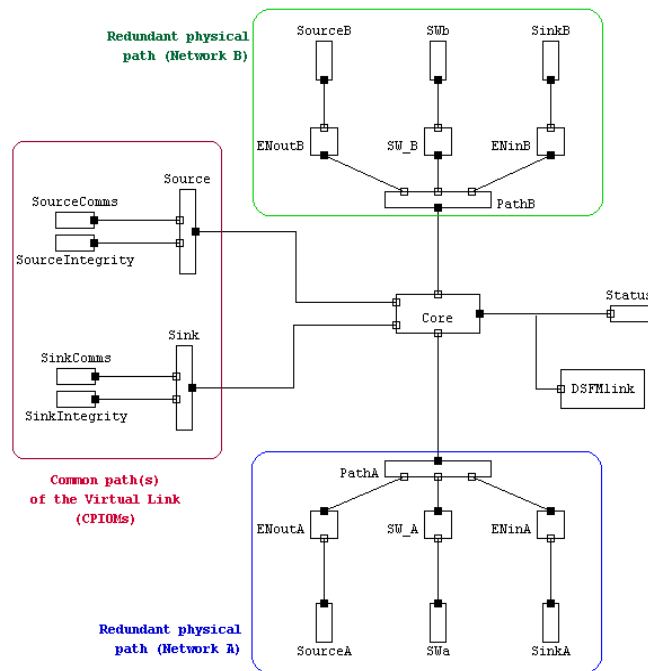 Redundant physical
path (Network B)
SourceB
SWb
SinkB
ENoutB
SW_B
ENinB
PathB
Source
SourceComms
SourceIntegrity
Sink
SinkComms
SinkIntegrity
Common path(s)
of the Virtual Link
(CPIOMs)
Core
Status
DSFMlink
PathA
ENoutA
SW_A
ENinA
Redundant physical
path (Network A)
SourceA
SWa
SinkA